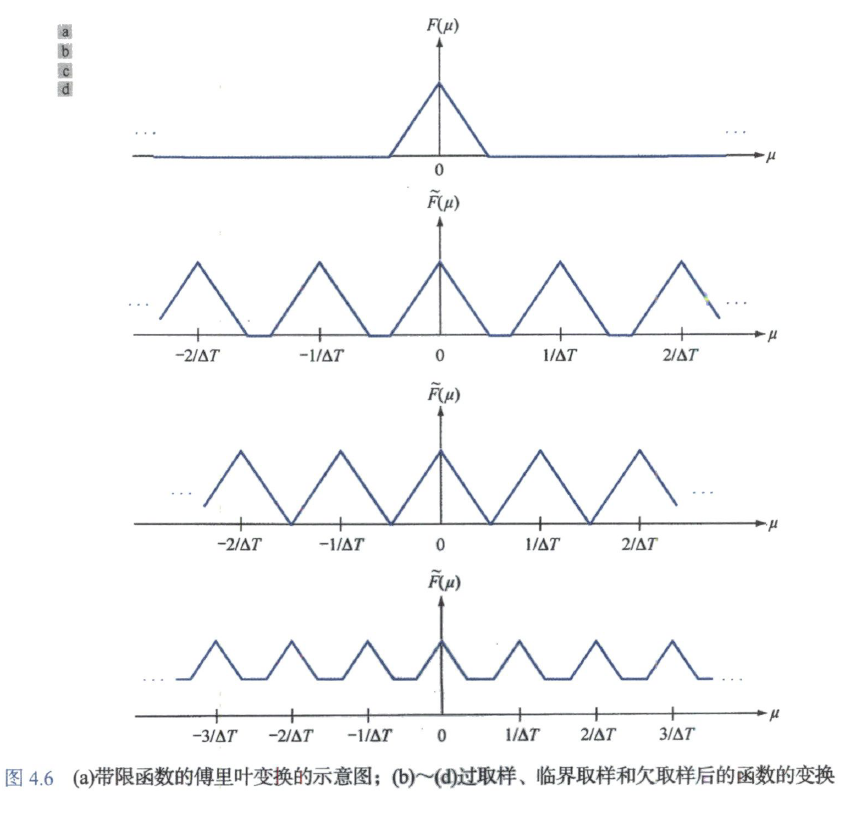 a
b
c
d
F(μ)
... ...
μ
0
F̃(μ)
... ...
μ
−2/ΔT −1/ΔT 0 1/ΔT 2/ΔT
F̃(μ)
... ...
μ
−2/ΔT −1/ΔT 0 1/ΔT 2/ΔT
F̃(μ)
... ...
μ
−3/ΔT −2/ΔT −1/ΔT 0 1/ΔT 2/ΔT 3/ΔT
图 4.6 (a)带限函数的傅里叶变换的示意图；(b)～(d)过取样、临界取样和欠取样后的函数的变换